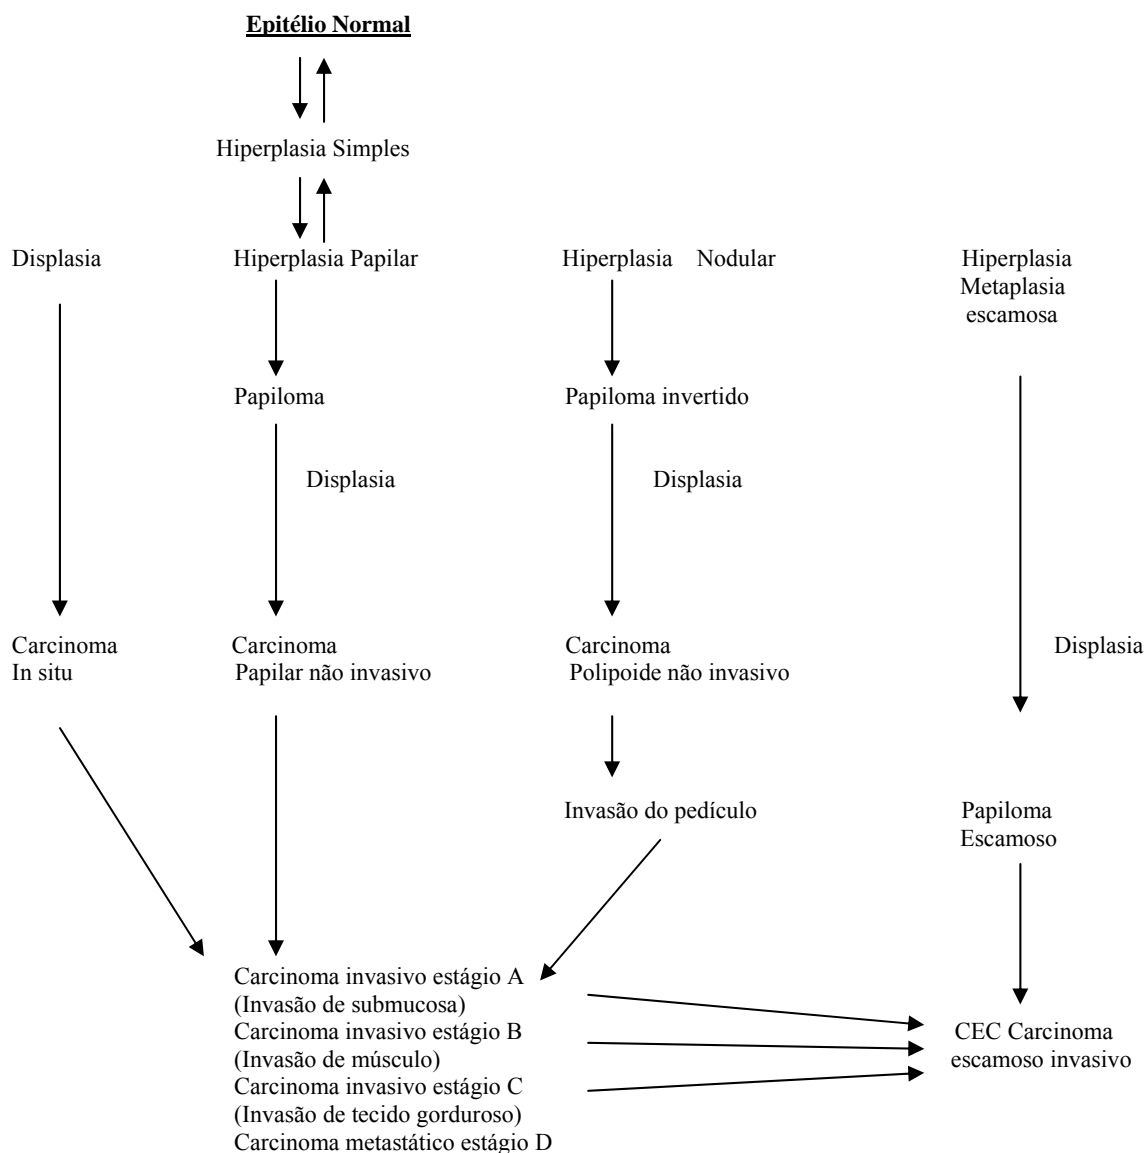 Epitélio Normal
Hiperplasia Simples
Displasia
Hiperplasia Papilar
Hiperplasia Nodular
Hiperplasia
Metaplasia
escamosa
Papiloma
Papiloma invertido
Displasia
Displasia
Carcinoma
In situ
Carcinoma
Papilar não invasivo
Carcinoma
Polipoide não invasivo
Displasia
Invasão do pedículo
Papiloma
Escamoso
Carcinoma invasivo estágio A
(Invasão de submucosa)
Carcinoma invasivo estágio B
(Invasão de músculo)
Carcinoma invasivo estágio C
(Invasão de tecido gorduroso)
Carcinoma metastático estágio D
CEC Carcinoma
escamoso invasivo